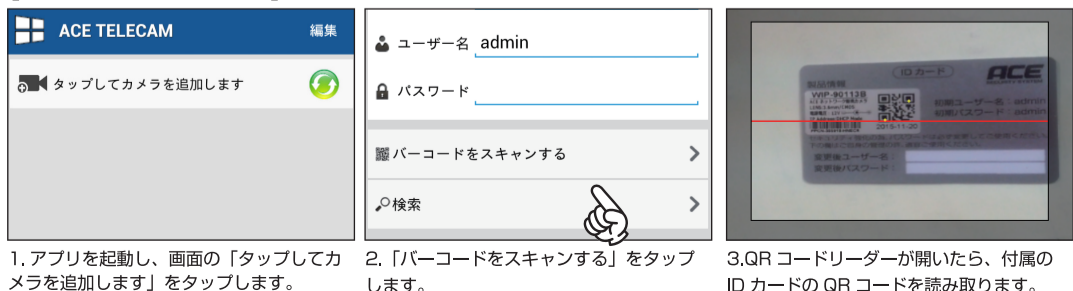 ACE TELECAM 編集
タップしてカメラを追加します
ユーザー名 admin
パスワード
バーコードをスキャンする
検索
ID カード
ACE
製品情報
WIP-90113B
初期ユーザー名：admin
初期パスワード：admin
2015-11-20
変更後ユーザー名：
変更後パスワード：
1. アプリを起動し、画面の「タップしてカ
メラを追加します」をタップします。
2.「バーコードをスキャンする」をタップ
します。
3.QR コードリーダーが開いたら、付属の
ID カードの QR コードを読み取ります。